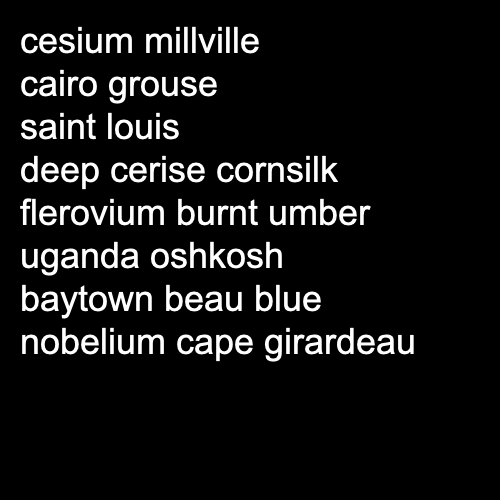 cesium millville
cairo grouse
saint louis
deep cerise cornsilk
flerovium burnt umber
uganda oshkosh
baytown beau blue
nobelium cape girardeau